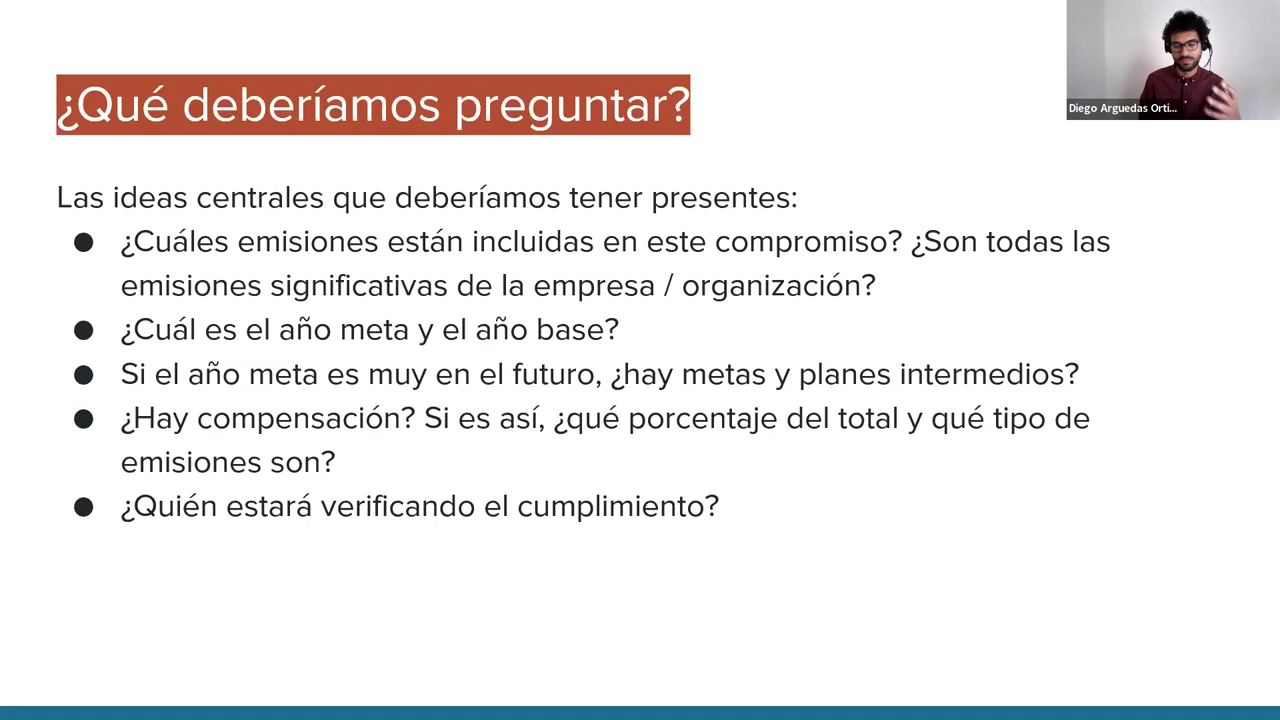 ¿Qué deberíamos preguntar?
Diego Arguedas Orti...
Las ideas centrales que deberíamos tener presentes:
● ¿Cuáles emisiones están incluidas en este compromiso? ¿Son todas las
emisiones significativas de la empresa / organización?
● ¿Cuál es el año meta y el año base?
● Si el año meta es muy en el futuro, ¿hay metas y planes intermedios?
● ¿Hay compensación? Si es así, ¿qué porcentaje del total y qué tipo de
emisiones son?
● ¿Quién estará verificando el cumplimiento?